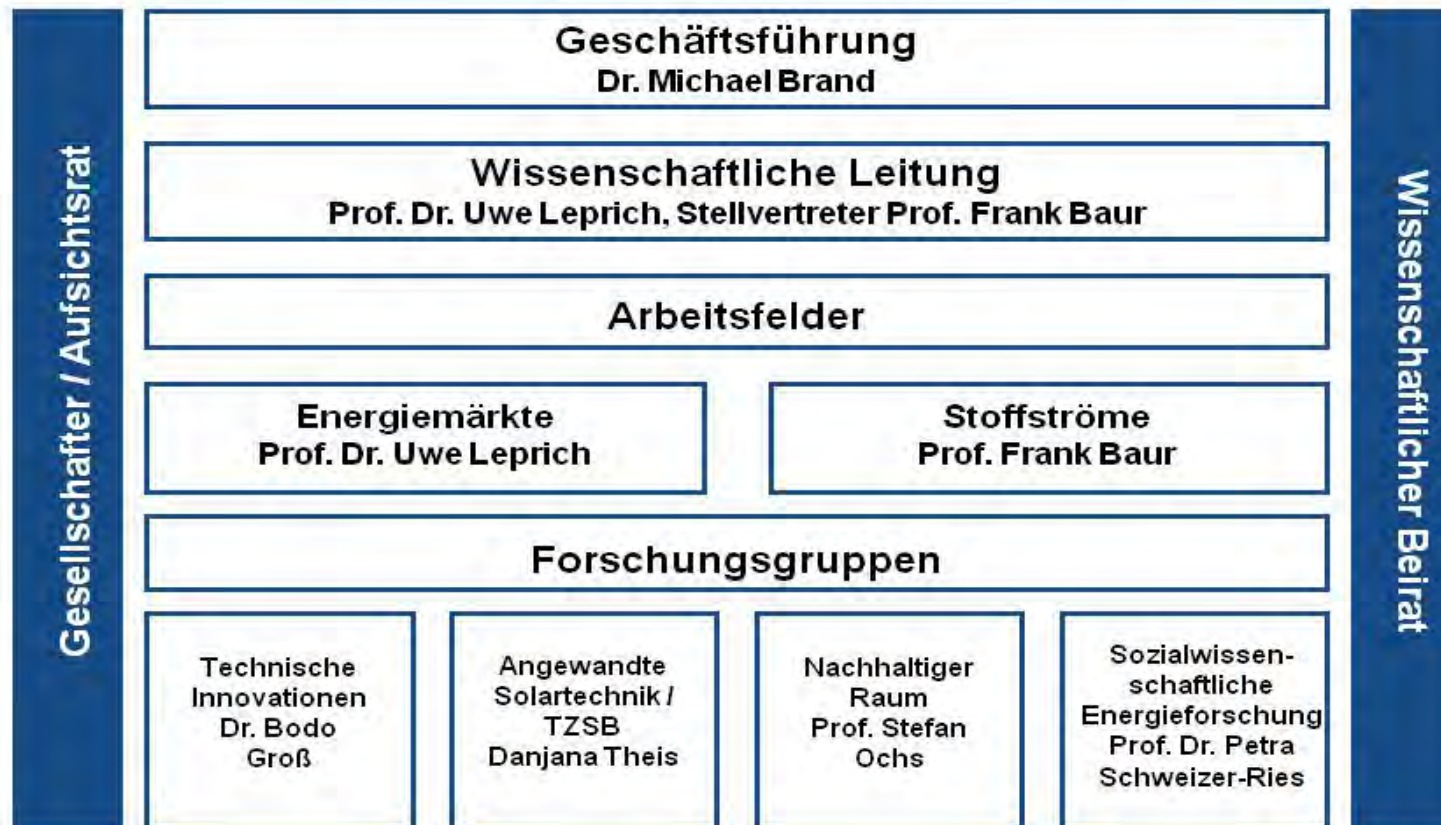 Gesellschafter / Aufsichtsrat
Geschäftsführung
Dr. Michael Brand
Wissenschaftliche Leitung
Prof. Dr. Uwe Leprich, Stellvertreter Prof. Frank Baur
Arbeitsfelder
Energiemärkte
Prof. Dr. Uwe Leprich
Stoffströme
Prof. Frank Baur
Forschungsgruppen
Technische
Innovationen
Dr. Bodo
Groß
Angewandte
Solartechnik /
TZSB
Danjana Theis
Nachhaltiger
Raum
Prof. Stefan
Ochs
Sozialwissen-
schaftliche
Energieforschung
Prof. Dr. Petra
Schweizer-Ries
Wissenschaftlicher Beirat